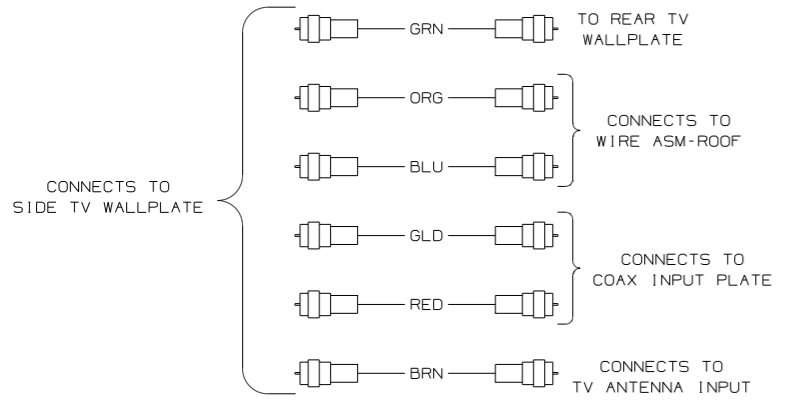 GRN
TO REAR TV
WALLPLATE
ORG
CONNECTS TO
WIRE ASM-ROOF
BLU
CONNECTS TO
SIDE TV WALLPLATE
GLD
CONNECTS TO
COAX INPUT PLATE
RED
BRN
CONNECTS TO
TV ANTENNA INPUT